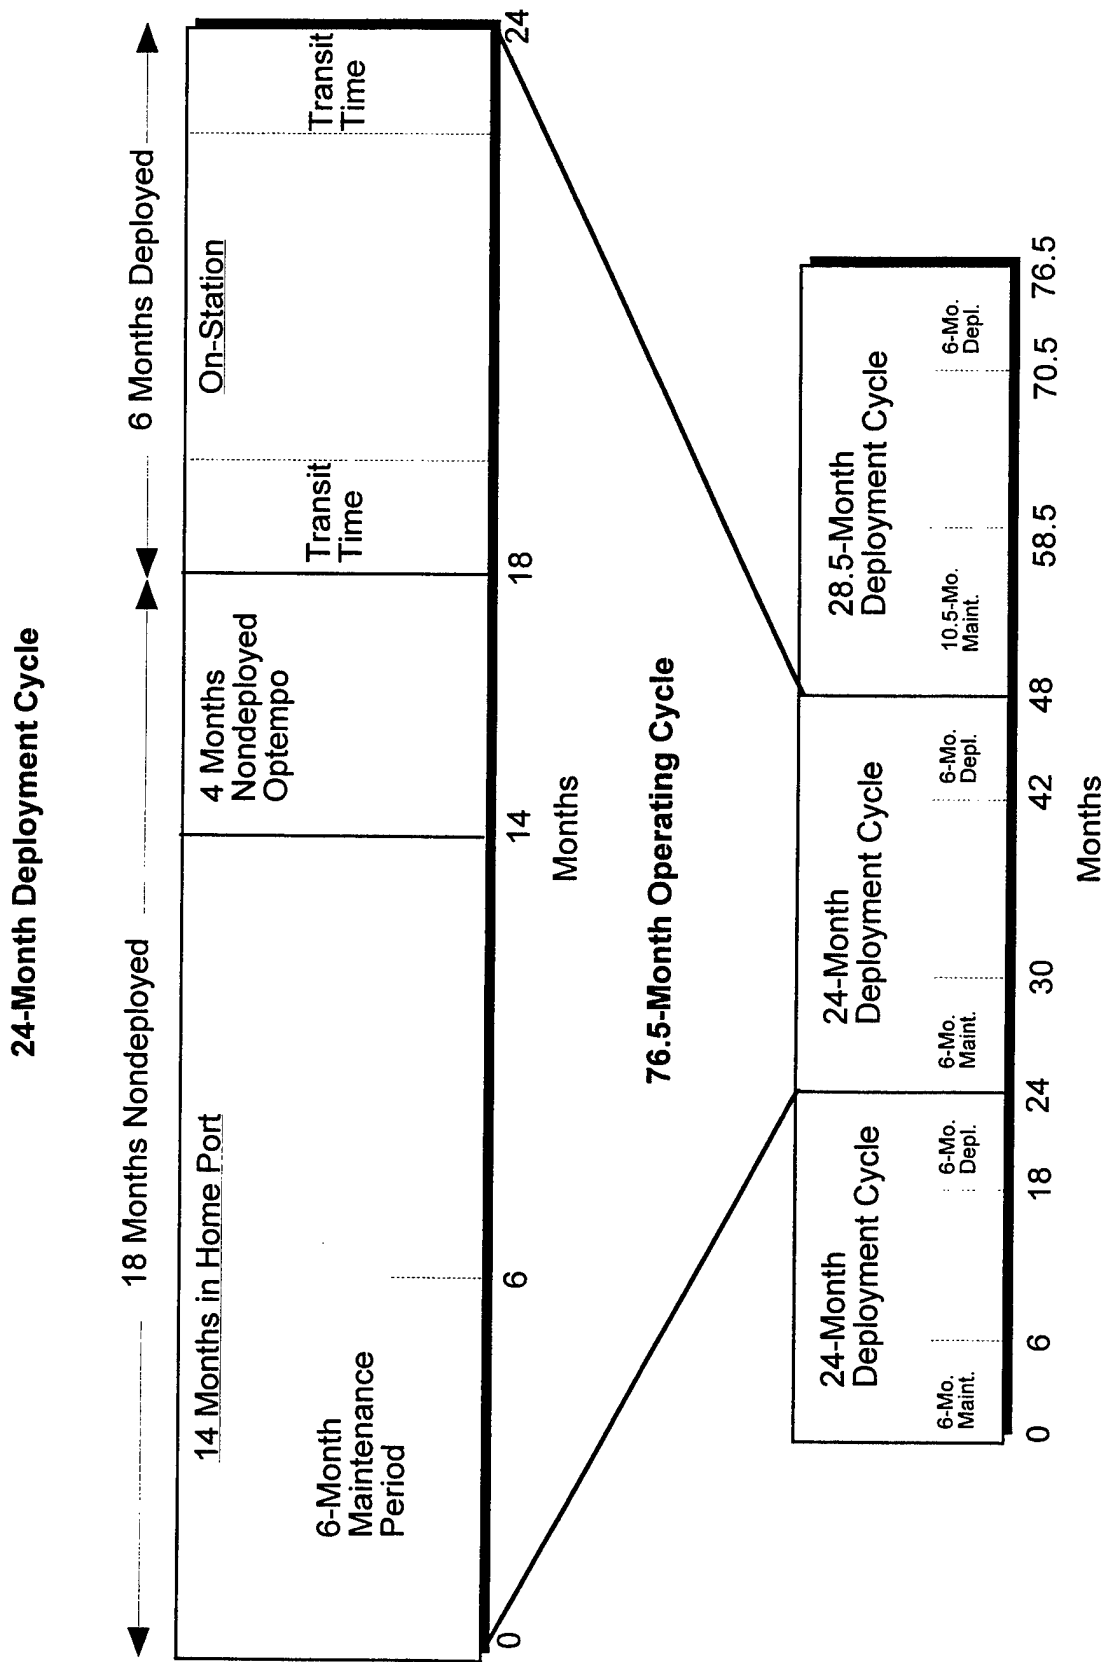 24-Month Deployment Cycle
18 Months Nondeployed
6 Months Deployed
14 Months in Home Port
6-Month
Maintenance
Period
4 Months
Nondeployed
Optempo
Transit
Time
On-Station
Transit
Time
0
6
14
18
24
Months
76.5-Month Operating Cycle
24-Month
Deployment Cycle
6-Mo.
Maint.
6-Mo.
Depl.
24-Month
Deployment Cycle
6-Mo.
Maint.
6-Mo.
Depl.
28.5-Month
Deployment Cycle
10.5-Mo.
Maint.
6-Mo.
Depl.
0
6
18
24
30
42
48
58.5
70.5
76.5
Months